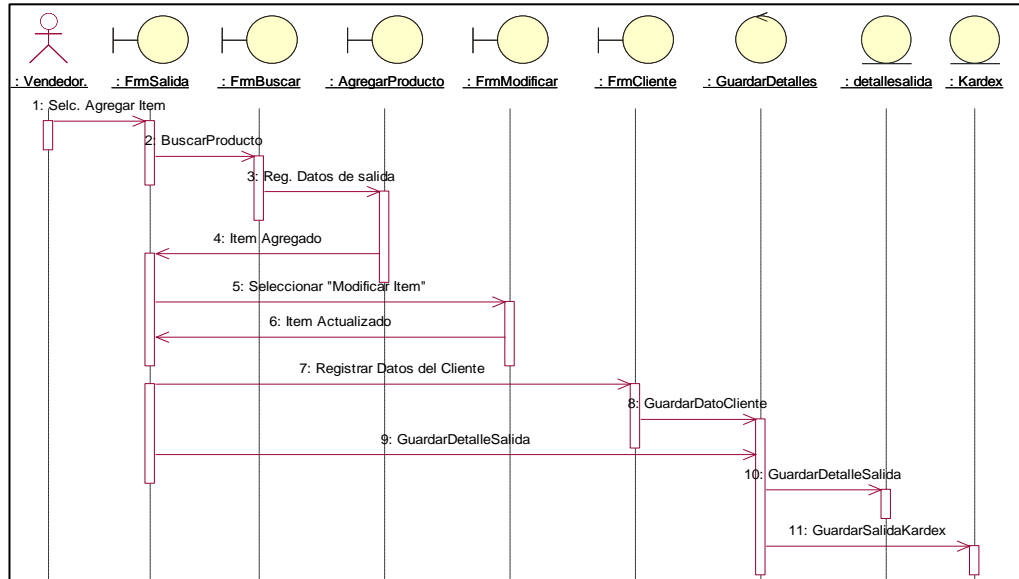 : Vendedor.
: FrmSalida
: FrmBuscar
: AgregarProducto
: FrmModificar
: FrmCliente
: GuardarDetalles
: detallesalida
: Kardex
1: Selc. Agregar Item
2: BuscarProducto
3: Reg. Datos de salida
4: Item Agregado
5: Seleccionar "Modificar Item"
6: Item Actualizado
7: Registrar Datos del Cliente
8: GuardarDatoCliente
9: GuardarDetalleSalida
10: GuardarDetalleSalida
11: GuardarSalidaKardex